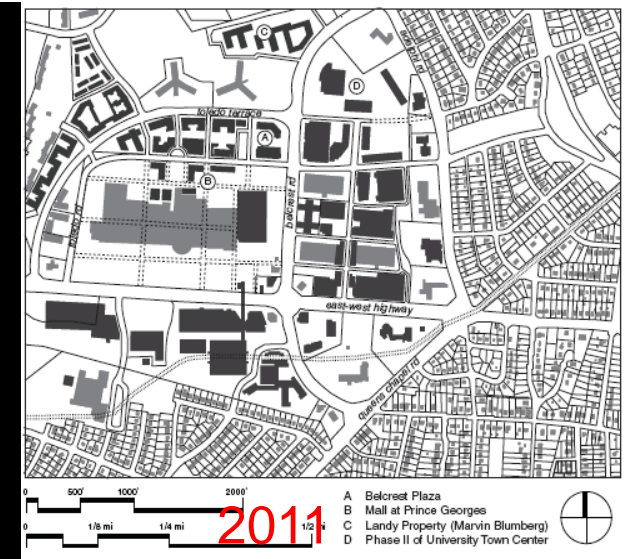 C
adelphi rd
D
toledo terrace
A
B
belcrest rd
toledo rd
east-west highway
queens chapel rd
0 500' 1000' 2000'
0 1/8 mi 1/4 mi 1/2
2011
A Belcrest Plaza
B Mall at Prince Georges
C Landy Property (Marvin Blumberg)
D Phase II of University Town Center